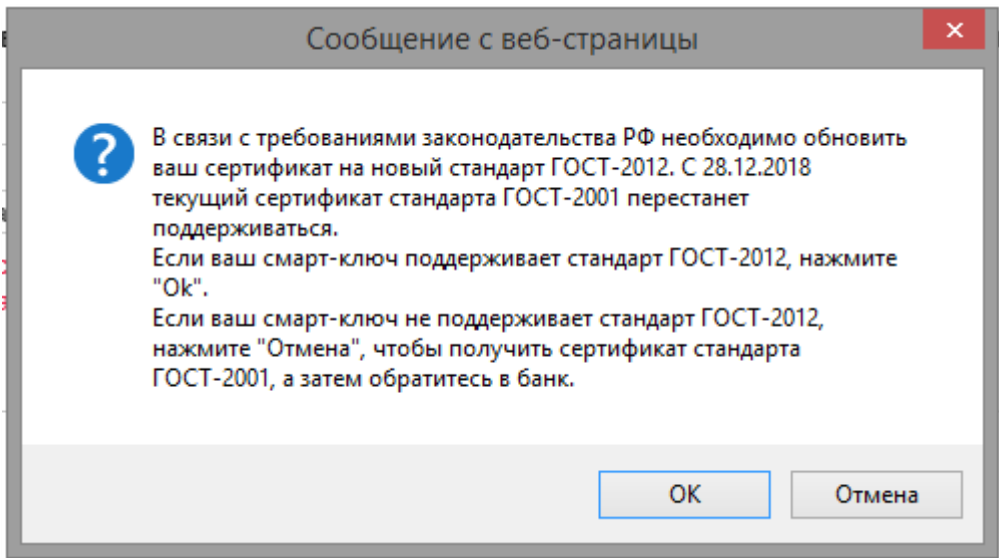 Сообщение с веб-страницы
В связи с требованиями законодательства РФ необходимо обновить
ваш сертификат на новый стандарт ГОСТ-2012. С 28.12.2018
текущий сертификат стандарта ГОСТ-2001 перестанет
поддерживаться.
Если ваш смарт-ключ поддерживает стандарт ГОСТ-2012, нажмите
"Ok".
Если ваш смарт-ключ не поддерживает стандарт ГОСТ-2012,
нажмите "Отмена", чтобы получить сертификат стандарта
ГОСТ-2001, а затем обратитесь в банк.
ОК
Отмена